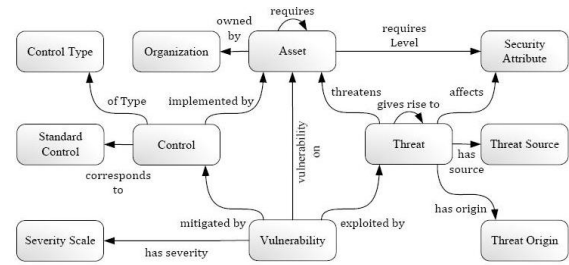 requires
owned
by
requires
Level
Control Type
Organization
Asset
Security
Attribute
of Type
implemented by
threatens
affects
gives rise to
Standard
Control
Control
vulnerability
on
Threat
has
source
Threat Source
corresponds
to
mitigated by
exploited by
has origin
Severity Scale
has severity
Vulnerability
Threat Origin